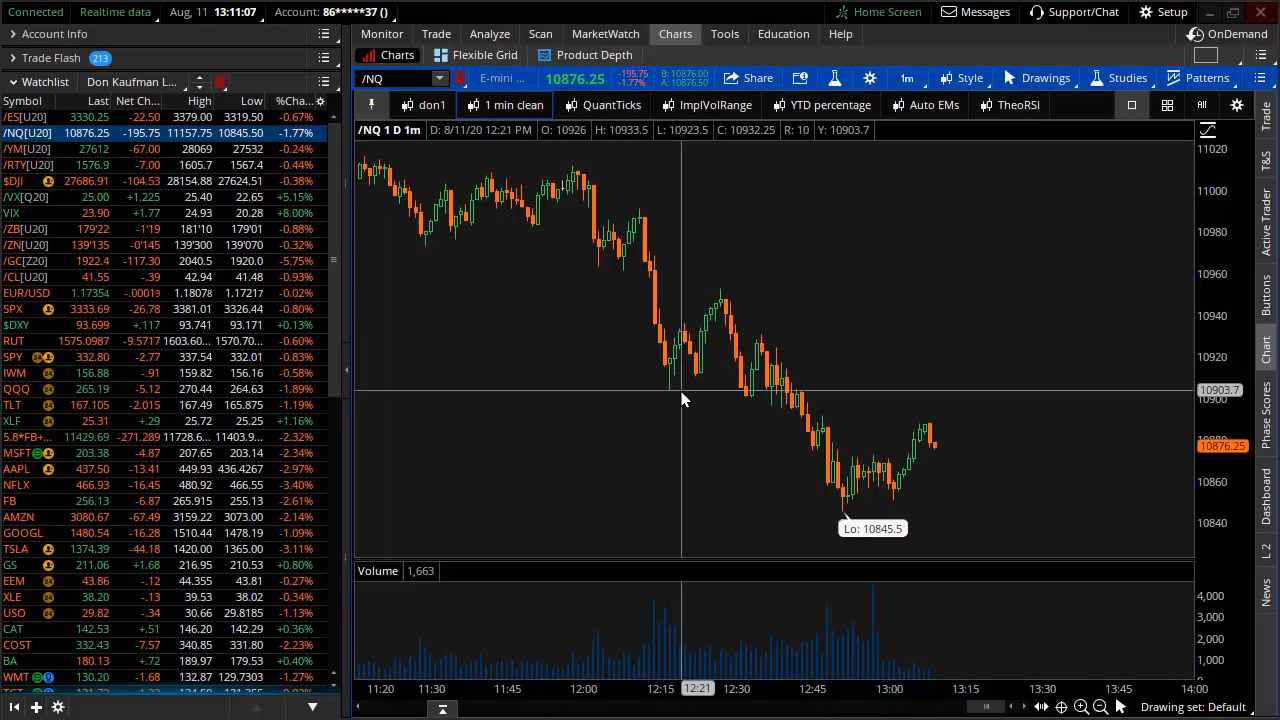 Connected Realtime data Aug, 11 13:11:07 Account: 86*****37 () Home Screen Messages Support/Chat Setup
Account Info
Monitor Trade Analyze Scan MarketWatch Charts Tools Education Help OnDemand
Trade Flash 213
Charts Flexible Grid Product Depth
Watchlist Don Kaufman L...
/NQ E-mini ... 10876.25 -195.75 -1.77% B: 10876.00 A: 10876.50 Share 1m Style Drawings Studies Patterns
Symbol Last Net Ch... High Low %Cha...
don1 1 min clean QuantTicks ImplVolRange YTD percentage Auto EMs TheoRSI All
/NQ 1 D 1m D: 8/11/20 12:21 PM O: 10926 H: 10933.5 L: 10923.5 C: 10932.25 R: 10 Y: 10903.7
/ES[U20] 3330.25 -22.50 3379.00 3319.50 -0.67%
/NQ[U20] 10876.25 -195.75 11157.75 10845.50 -1.77%
/YM[U20] 27612 -67.00 28069 27532 -0.24%
/RTY[U20] 1576.9 -7.00 1605.7 1567.4 -0.44%
$DJI 27686.91 -104.53 28154.88 27624.51 -0.38%
/VX[Q20] 25.00 +1.225 25.40 22.65 +5.15%
VIX 23.90 +1.77 24.93 20.28 +8.00%
/ZB[U20] 179'22 -1'19 181'10 179'01 -0.88%
/ZN[U20] 139'135 -0'145 139'300 139'070 -0.32%
/GC[Z20] 1922.4 -117.30 2040.5 1920.0 -5.75%
/CL[U20] 41.55 -.39 42.94 41.48 -0.93%
EUR/USD 1.17354 -.00019 1.18078 1.17217 -0.02%
SPX 3333.69 -26.78 3381.01 3326.44 -0.80%
$DXY 93.699 +.117 93.741 93.171 +0.13%
RUT 1575.0987 -9.5717 1603.60... 1570.70... -0.60%
SPY 24 332.80 -2.77 337.54 332.01 -0.83%
IWM 24 156.88 -.91 159.82 156.16 -0.58%
QQQ 24 265.19 -5.12 270.44 264.63 -1.89%
TLT 24 167.105 -2.015 167.49 165.875 -1.19%
XLF 24 25.31 +.29 25.72 25.25 +1.16%
5.8*FB+... 11429.69 -271.289 11728.6... 11403.9... -2.32%
MSFT 203.38 -4.87 207.65 203.14 -2.34%
AAPL 437.50 -13.41 449.93 436.4267 -2.97%
NFLX 466.93 -16.45 480.92 466.55 -3.40%
FB 256.13 -6.87 265.915 255.13 -2.61%
AMZN 3080.67 -67.49 3159.22 3073.00 -2.14%
GOOGL 1480.54 -16.28 1510.44 1478.19 -1.09%
TSLA 1374.39 -44.18 1420.00 1365.00 -3.11%
GS 211.06 +1.68 216.95 210.53 +0.80%
EEM 24 43.86 -.12 44.355 43.81 -0.27%
XLE 24 38.20 -.13 39.53 38.02 -0.34%
USO 24 29.82 -.34 30.66 29.8185 -1.13%
CAT 142.53 +.51 146.20 142.29 +0.36%
COST 332.43 -7.57 340.85 331.80 -2.23%
BA 180.13 +.72 189.97 179.53 +0.40%
WMT 130.20 -1.68 132.87 129.7303 -1.27%
11020
11000
10980
10960
10940
10920
10903.7
10900
10876.25
10860
10840
Lo: 10845.5
Volume 1,663
4,000
3,000
2,000
1,000
11:20 11:30 11:45 12:00 12:15 12:21 12:30 12:45 13:00 13:15 13:30 13:45 14:00
Drawing set: Default
Trade
T&S
Active Trader
Buttons
Chart
Phase Scores
Dashboard
L 2
News